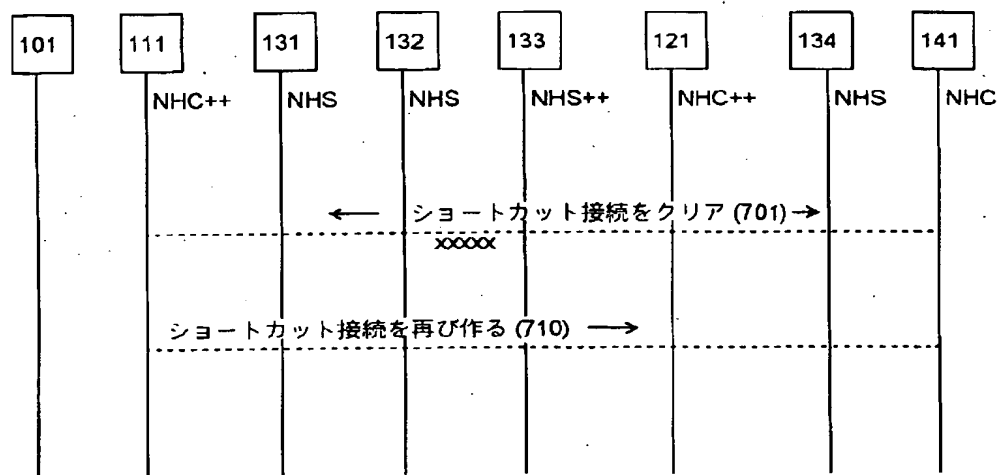 101 111 131 132 133 121 134 141
NHC++ NHS NHS NHS++ NHC++ NHS NHC
← ショートカット接続をクリア (701)→
xxxxx
ショートカット接続を再び作る (710) →